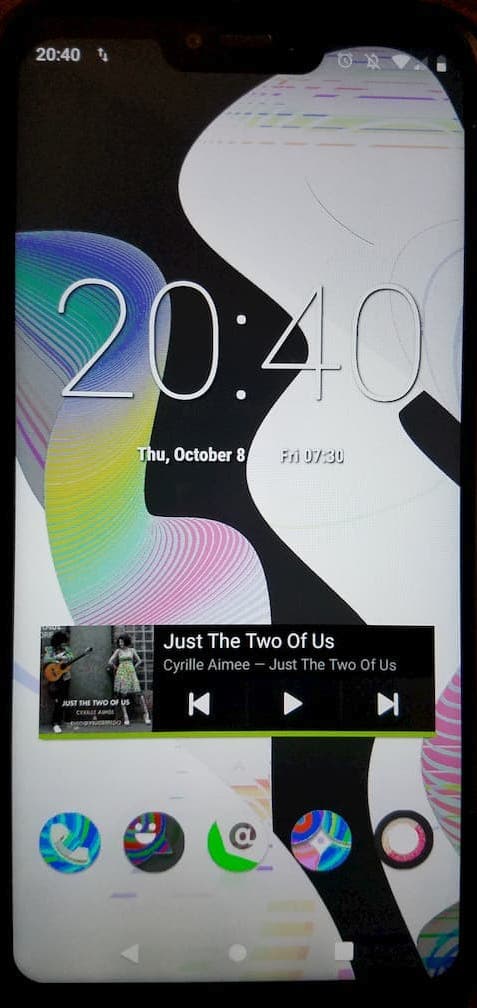 20:40
20:40
Thu, October 8 Fri 07:30
Just The Two Of Us
Cyrille Aimee — Just The Two Of Us
JUST THE TWO OF US
CYRILLE AIMEE
@